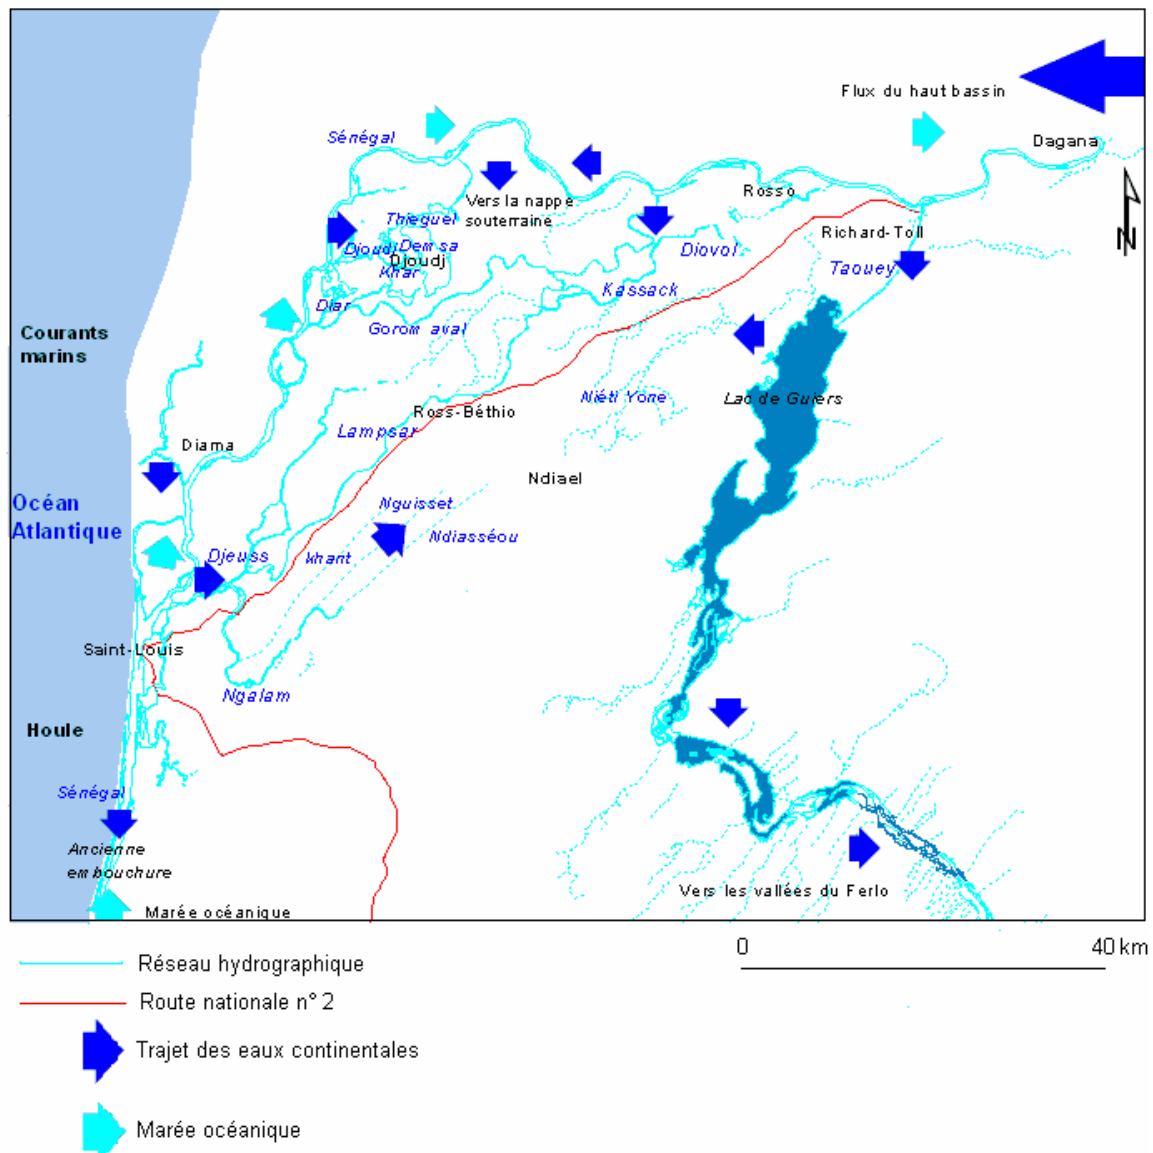 Flux du haut bassin
Sénégal
Dagana
Rosso
Vers la nappe
souterraine
Thieguel
Richard-Toll
N
Djoudj
Demsa
Djoudj
Khar
Diovol
Taouey
Kassack
Diar
Gorom aval
Courants
marins
Niéti Yone
Lac de Guiers
Ross-Béthio
Lampsar
Diama
Ndiael
Océan
Atlantique
Nguisset
Ndiasséou
Djeuss
khant
Saint-Louis
Ngalam
Houle
Sénégal
Ancienne
embouchure
Vers les vallées du Ferlo
Marée océanique
0 40 km
Réseau hydrographique
Route nationale n° 2
Trajet des eaux continentales
Marée océanique